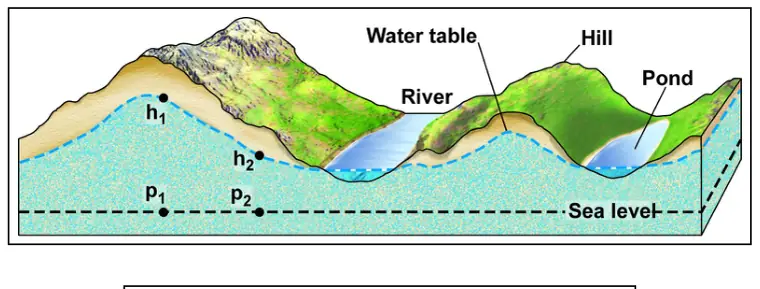 Water table
Hill
Pond
River
h1
h2
p1
p2
Sea level